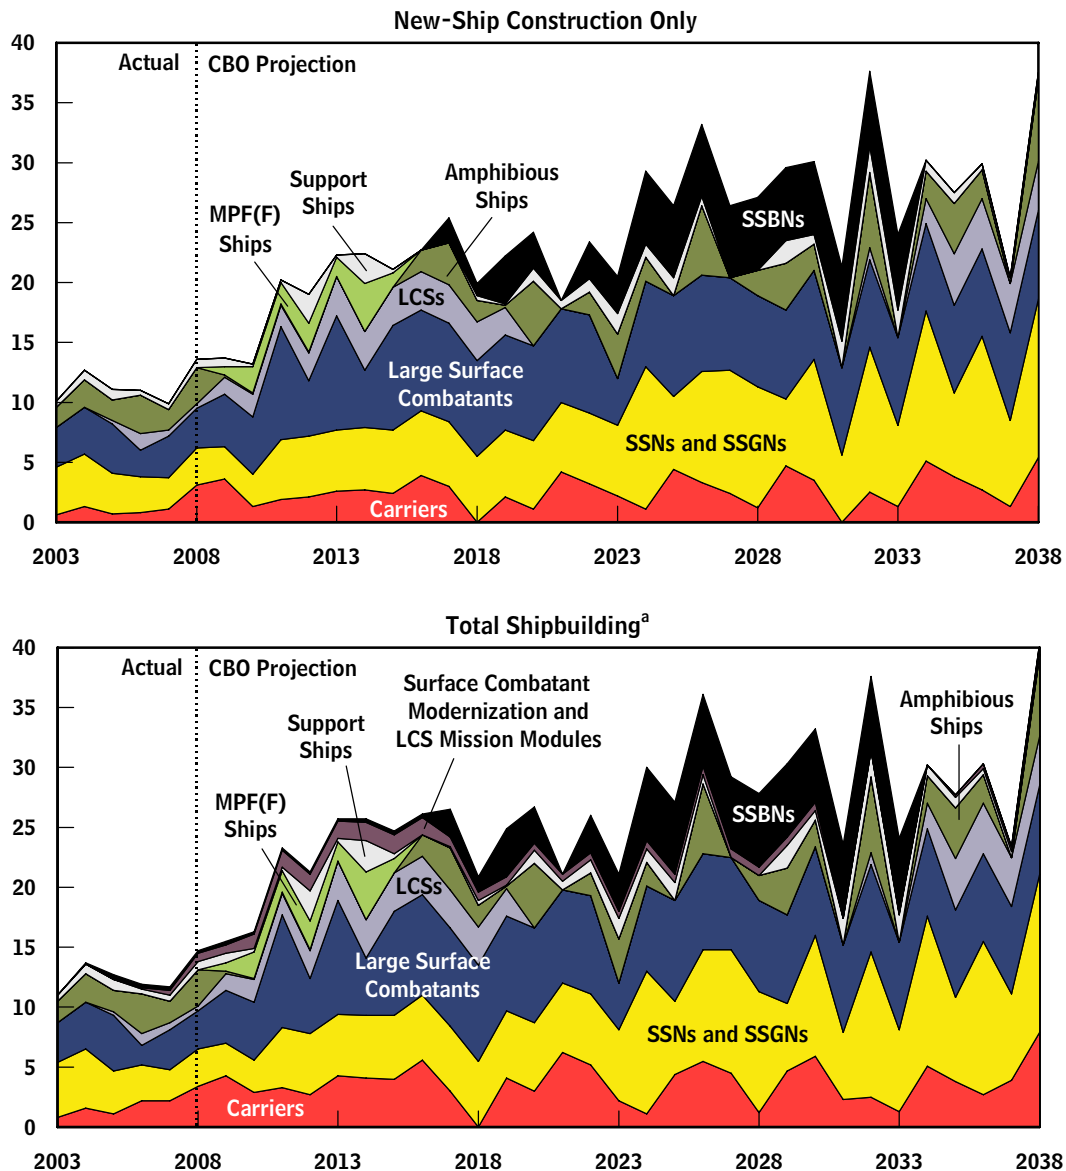 New-Ship Construction Only
40
Actual
CBO Projection
35
30
Support
Ships
Amphibious
Ships
MPF(F)
Ships
25
SSBNs
20
LCSs
15
Large Surface
Combatants
10
SSNs and SSGNs
5
Carriers
0
2003 2008 2013 2018 2023 2028 2033 2038
Total Shipbuildingᵃ
40
Actual
CBO Projection
Surface Combatant
Modernization and
LCS Mission Modules
Amphibious
Ships
35
Support
Ships
30
MPF(F)
Ships
SSBNs
25
20
LCSs
15
Large Surface
Combatants
10
SSNs and SSGNs
5
Carriers
0
2003 2008 2013 2018 2023 2028 2033 2038